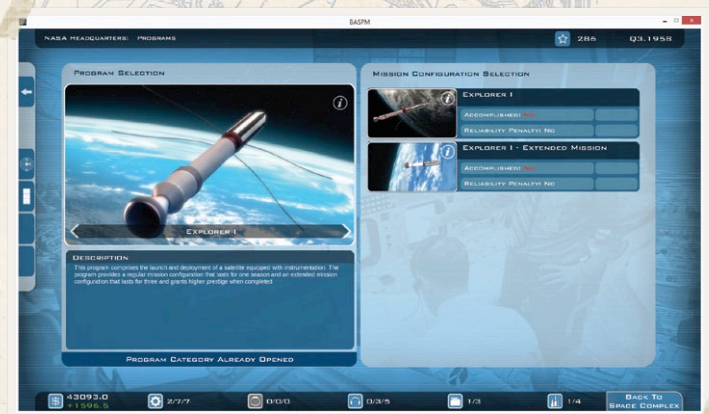 BASPM
NASA HEADQUARTERS: PROGRAMS
286
Q3.1958
PROGRAM SELECTION
EXPLORER I
DESCRIPTION
This program comprises the launch and deployment of a satellite equipped with instrumentation. The
program provides a regular mission configuration that lasts for one season and an extended mission
configuration that lasts for three and grants higher prestige when completed
PROGRAM CATEGORY ALREADY OPENED
MISSION CONFIGURATION SELECTION
EXPLORER I
ACCOMPLISHED: No
RELIABILITY PENALTY: NO
EXPLORER I - EXTENDED MISSION
ACCOMPLISHED: No
RELIABILITY PENALTY: NO
43093.0
+1596.5
2/7/7
0/0/0
0/3/5
1/3
1/4
BACK TO
SPACE COMPLEX